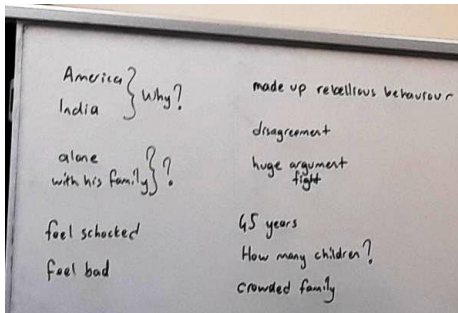 America } Why?
India
alone
with his family } ?
feel schocked
feel bad
made up rebellious behaviour
disagreement
huge argument
fight
45 years
How many children?
crowded family